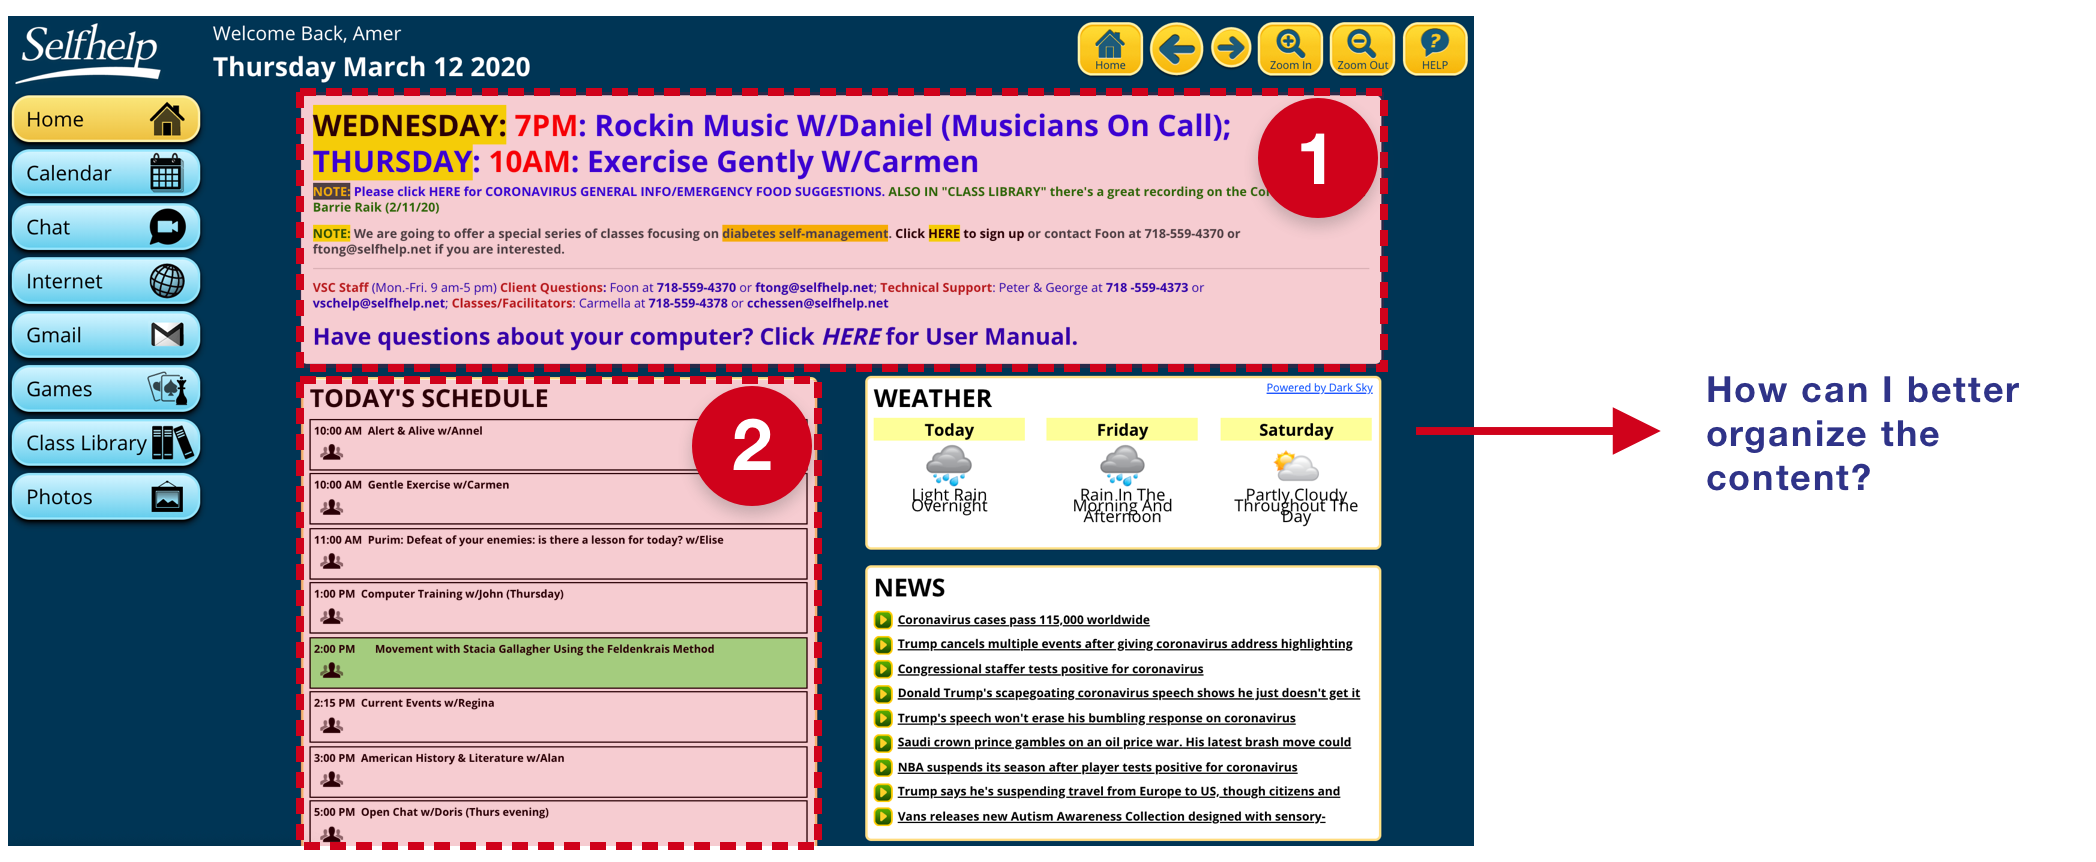 Selfhelp
Welcome Back, Amer
Thursday March 12 2020
Home
Zoom In
Zoom Out
HELP
Home
Calendar
Chat
Internet
Gmail
Games
Class Library
Photos
WEDNESDAY: 7PM: Rockin Music W/Daniel (Musicians On Call);
THURSDAY: 10AM: Exercise Gently W/Carmen
NOTE: Please click HERE for CORONAVIRUS GENERAL INFO/EMERGENCY FOOD SUGGESTIONS. ALSO IN "CLASS LIBRARY" there's a great recording on the
Barrie Raik (2/11/20)
NOTE: We are going to offer a special series of classes focusing on diabetes self-management. Click HERE to sign up or contact Foon at 718-559-4370 or
ftong@selfhelp.net if you are interested.
VSC Staff (Mon.-Fri. 9 am-5 pm) Client Questions: Foon at 718-559-4370 or ftong@selfhelp.net; Technical Support: Peter & George at 718 -559-4373 or
vschelp@selfhelp.net; Classes/Facilitators: Carmella at 718-559-4378 or cchessen@selfhelp.net
Have questions about your computer? Click HERE for User Manual.
1
TODAY'S SCHEDULE
2
10:00 AM Alert & Alive w/Annel
10:00 AM Gentle Exercise w/Carmen
11:00 AM Purim: Defeat of your enemies: is there a lesson for today? w/Elise
1:00 PM Computer Training w/John (Thursday)
2:00 PM Movement with Stacia Gallagher Using the Feldenkrais Method
2:15 PM Current Events w/Regina
3:00 PM American History & Literature w/Alan
5:00 PM Open Chat w/Doris (Thurs evening)
WEATHER
Powered by Dark Sky
Today
Friday
Saturday
Light Rain
Overnight
Rain In The
Morning And
Afternoon
Partly Cloudy
Throughout The
Day
NEWS
Coronavirus cases pass 115,000 worldwide
Trump cancels multiple events after giving coronavirus address highlighting
Congressional staffer tests positive for coronavirus
Donald Trump's scapegoating coronavirus speech shows he just doesn't get it
Trump's speech won't erase his bumbling response on coronavirus
Saudi crown prince gambles on an oil price war. His latest brash move could
NBA suspends its season after player tests positive for coronavirus
Trump says he's suspending travel from Europe to US, though citizens and
Vans releases new Autism Awareness Collection designed with sensory-
How can I better
organize the
content?